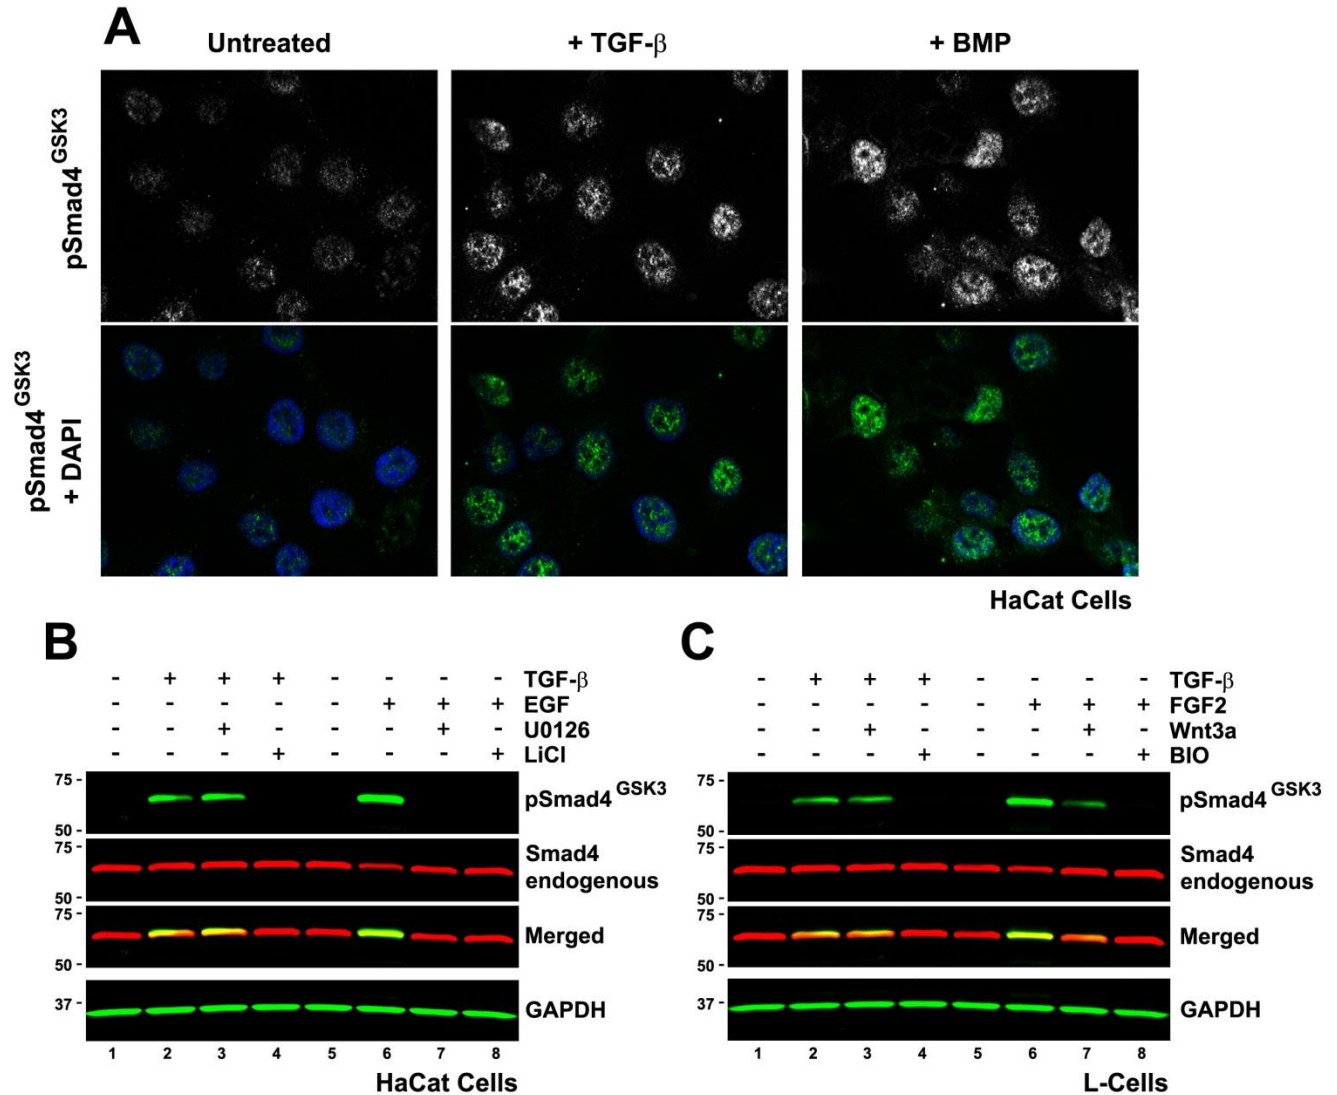 A
Untreated
+ TGF-β
+ BMP
pSmad4^GSK3
pSmad4^GSK3
+ DAPI
HaCat Cells
B
- + + + - - - - TGF-β
- - - - - + + + EGF
- - + - - - + - U0126
- - - + - - - + LiCl
75 -
50 -
pSmad4^GSK3
75 -
50 -
Smad4
endogenous
75 -
50 -
Merged
37 -
GAPDH
1 2 3 4 5 6 7 8
HaCat Cells
C
- + + + - - - - TGF-β
- - - - - + + + FGF2
- - + - - - + - Wnt3a
- - - + - - - + BIO
75 -
50 -
pSmad4^GSK3
75 -
50 -
Smad4
endogenous
75 -
50 -
Merged
37 -
GAPDH
1 2 3 4 5 6 7 8
L-Cells